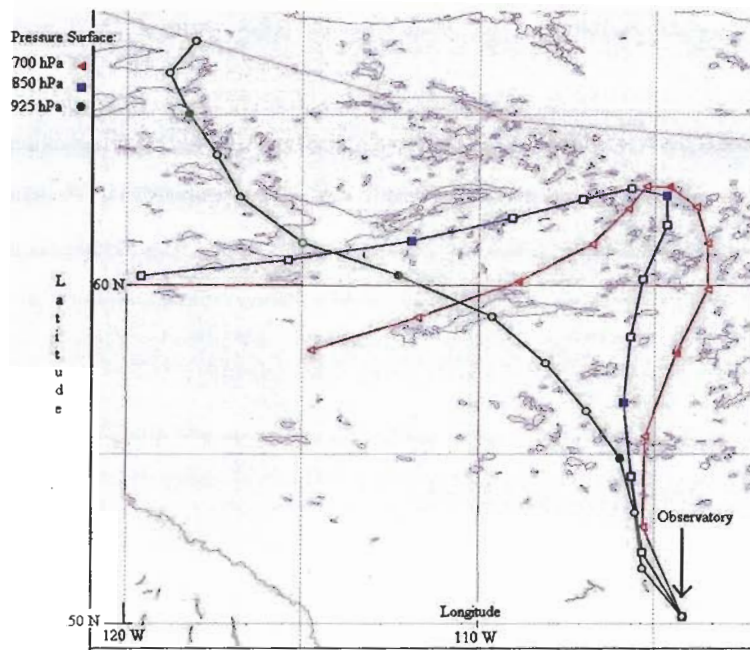 Pressure Surface:
700 hPa
850 hPa
925 hPa
60 N
L
a
t
i
t
u
d
e
Observatory
Longitude
50 N
120 W
110 W